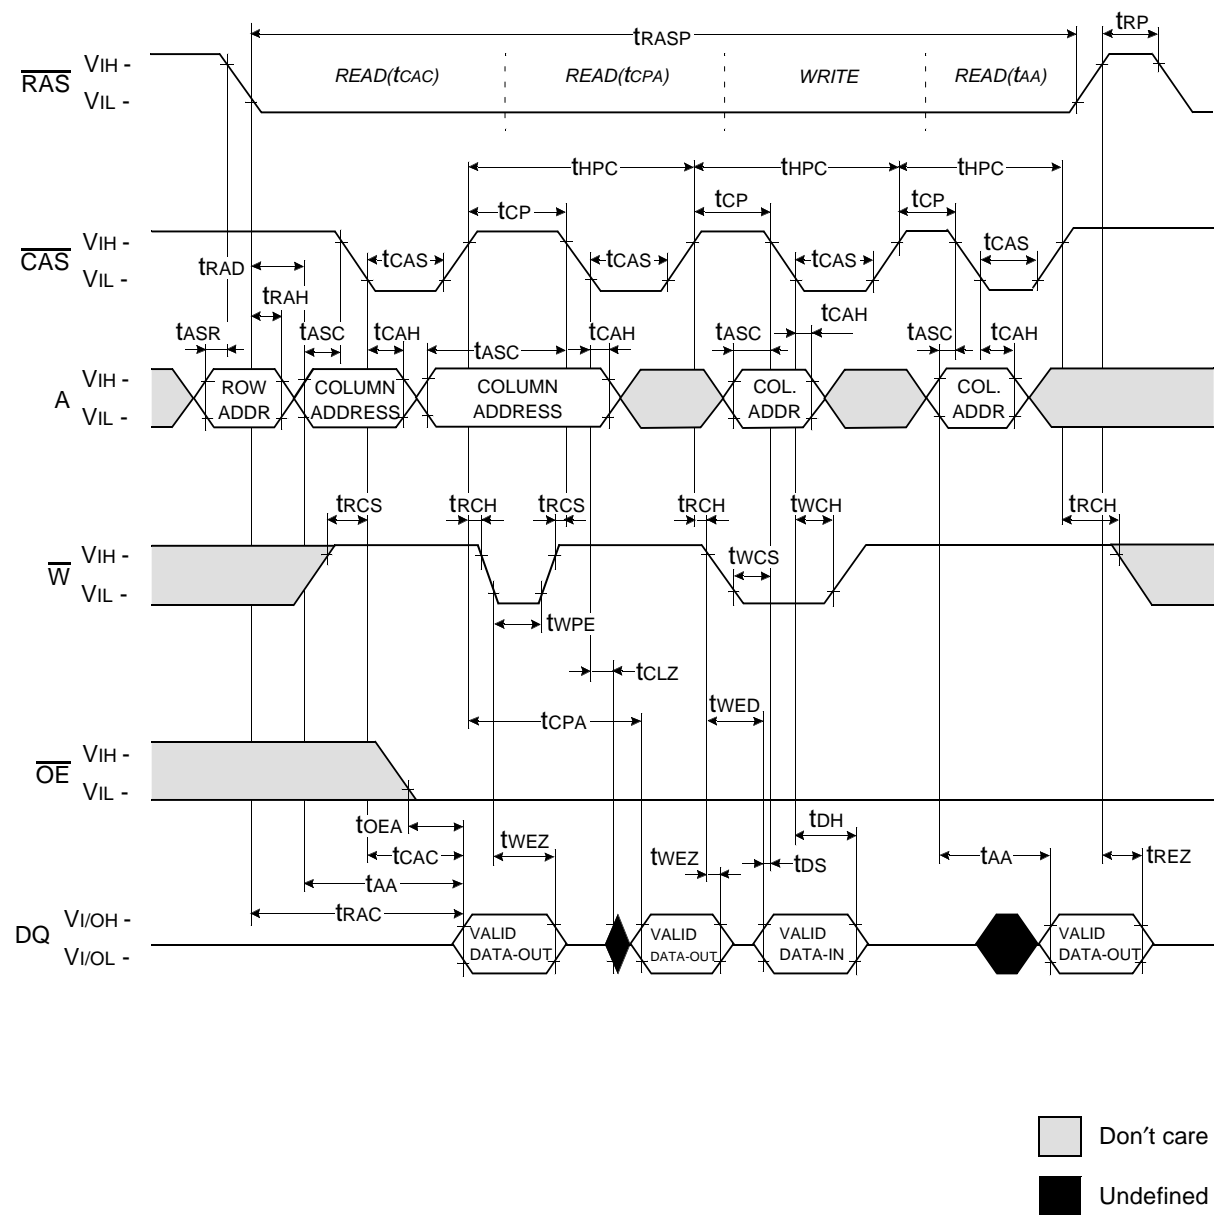 tRASP
tRP
RAS
VIH -
VIL -
READ(tCAC)
READ(tCPA)
WRITE
READ(tAA)
tHPC
tHPC
tHPC
tCP
tCP
tCP
CAS
VIH -
VIL -
tCAS
tCAS
tCAS
tCAS
tRAD
tRAH
tASR
tASC
tCAH
tASC
tCAH
tASC
tCAH
tASC
tCAH
A
VIH -
VIL -
ROW
ADDR
COLUMN
ADDRESS
COLUMN
ADDRESS
COL.
ADDR
COL.
ADDR
tRCS
tRCH
tRCS
tRCH
tWCH
tRCH
W
VIH -
VIL -
tWCS
tWPE
tCLZ
tCPA
tWED
OE
VIH -
VIL -
tOEA
tCAC
tAA
tRAC
tWEZ
tWEZ
tDH
tDS
tAA
tREZ
DQ
VI/OH -
VI/OL -
VALID
DATA-OUT
VALID
DATA-OUT
VALID
DATA-IN
VALID
DATA-OUT
Don′t care
Undefined